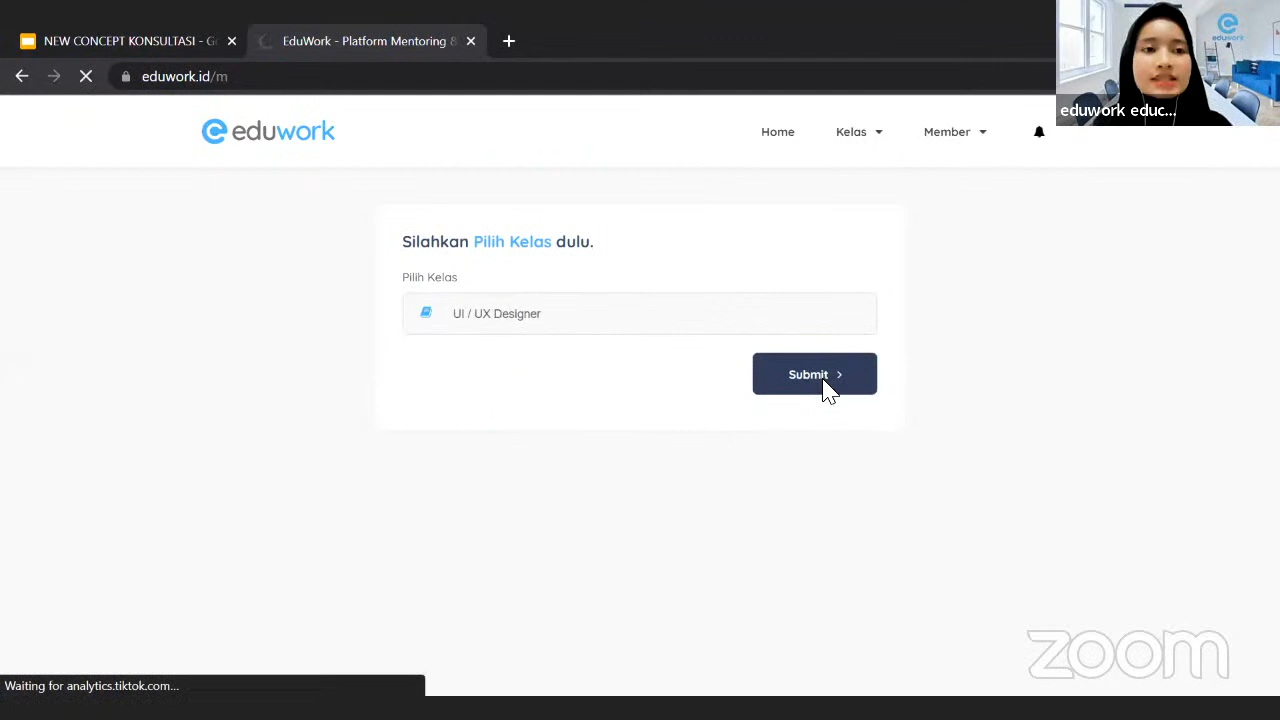 NEW CONCEPT KONSULTASI - Go
EduWork - Platform Mentoring &
eduwork.id/m
eduwork educ...
eduwork
eduwork
Home
Kelas
Member
Silahkan Pilih Kelas dulu.
Pilih Kelas
UI / UX Designer
Submit
zoom
Waiting for analytics.tiktok.com...